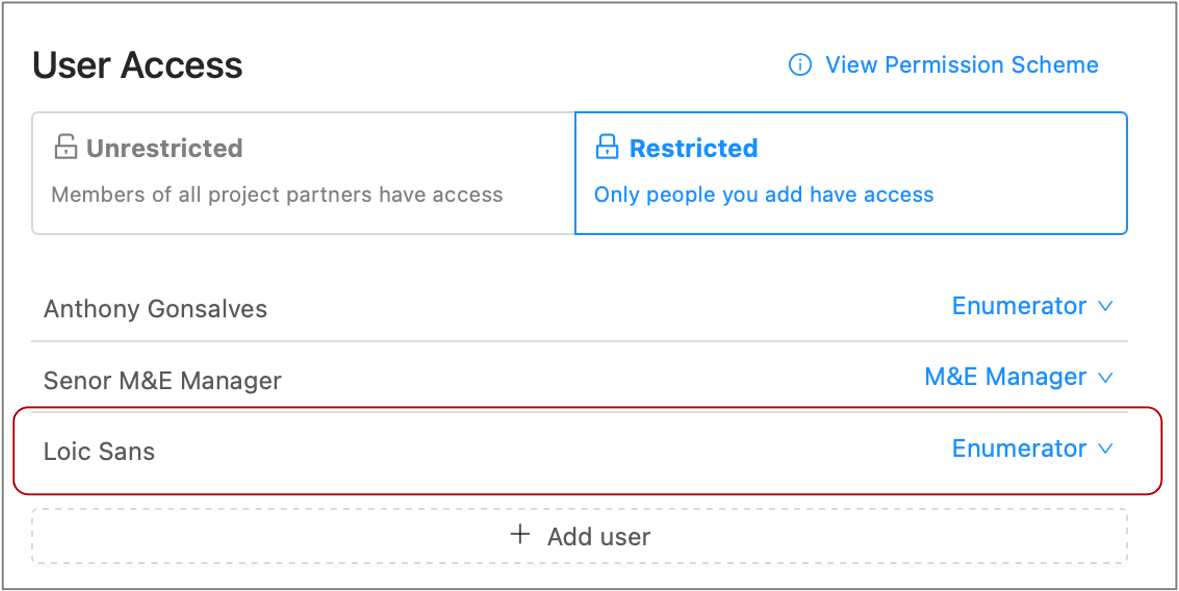 User Access
View Permission Scheme
Unrestricted
Members of all project partners have access
Restricted
Only people you add have access
Anthony Gonsalves
Enumerator
Senor M&E Manager
M&E Manager
Loic Sans
Enumerator
+ Add user